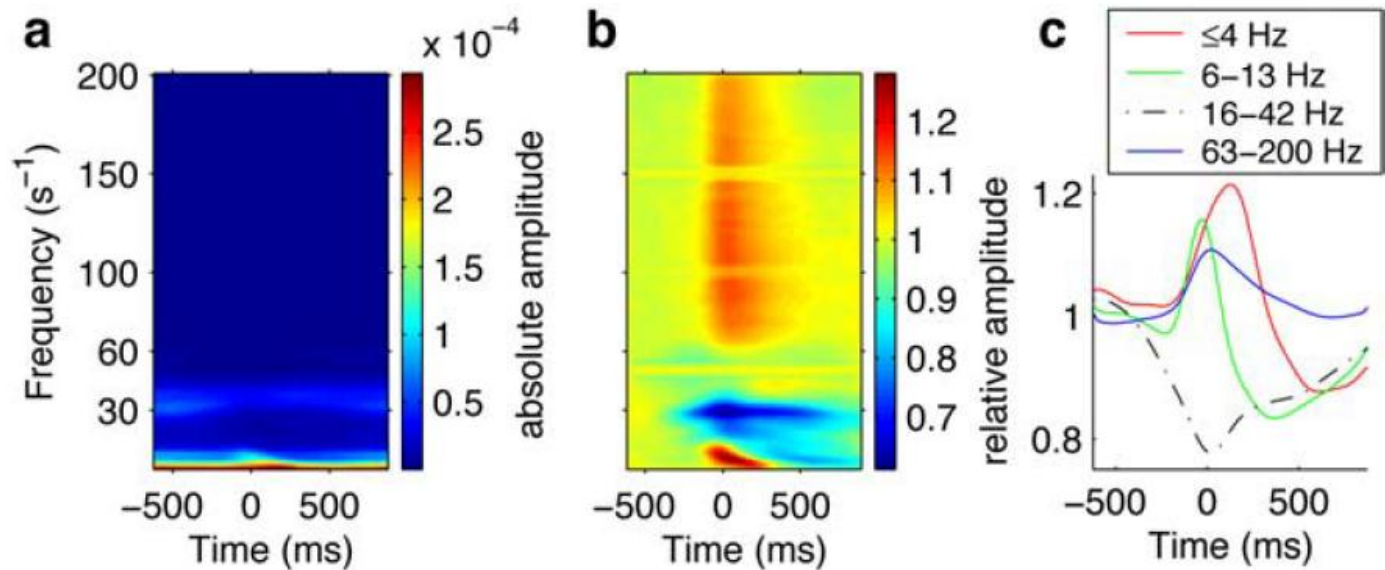 a
x 10⁻⁴
200
150
100
60
30
Frequency (s⁻¹)
−500 0 500
Time (ms)
2.5
2
1.5
1
0.5
absolute amplitude
b
−500 0 500
Time (ms)
1.2
1.1
1
0.9
0.8
0.7
relative amplitude
c
≤4 Hz
6−13 Hz
16−42 Hz
63−200 Hz
1.2
1
0.8
−500 0 500
Time (ms)